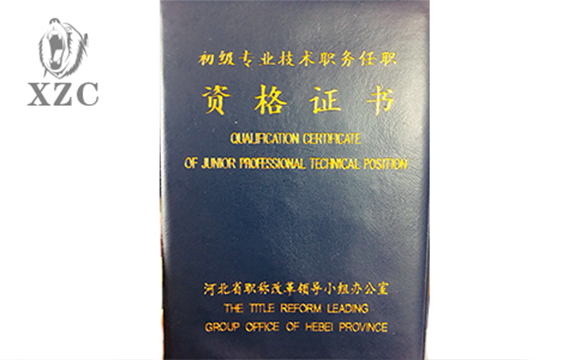 XZC
初级专业技术职务任职
资格证书
QUALIFICATION CERTIFICATE
OF JUNIOR PROFESSIONAL TECHNICAL POSITION
河北省职称改革领导小组办公室
THE TITLE REFORM LEADING
GROUP OFFICE OF HEBEI PROVINCE